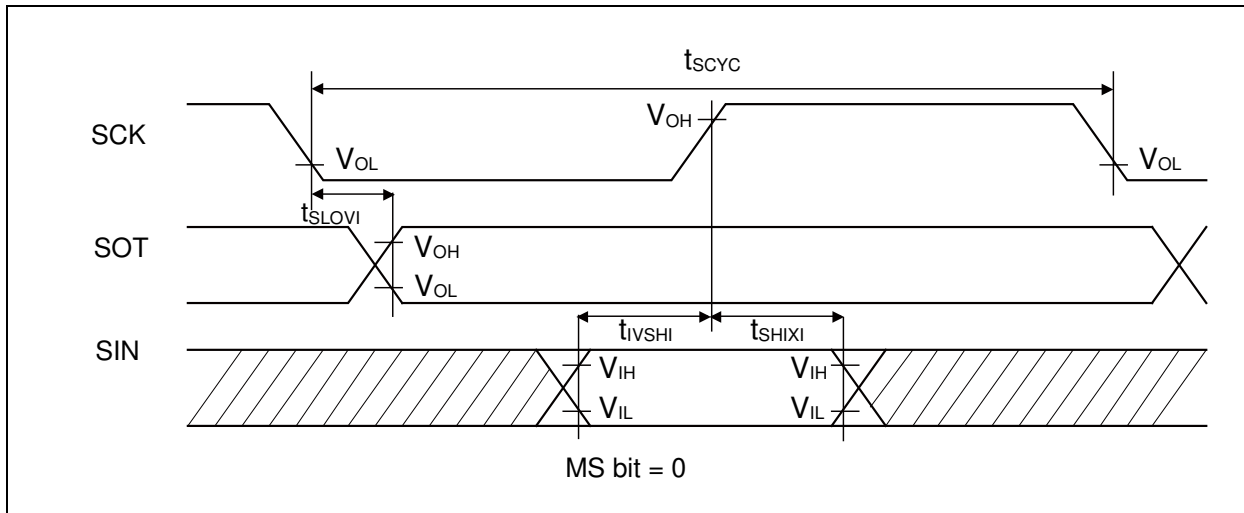 tSCYC
SCK
VOH
VOL
VOL
tSLOVI
SOT
VOH
VOL
tIVSHI
tSHIXI
SIN
VIH
VIH
VIL
VIL
MS bit = 0